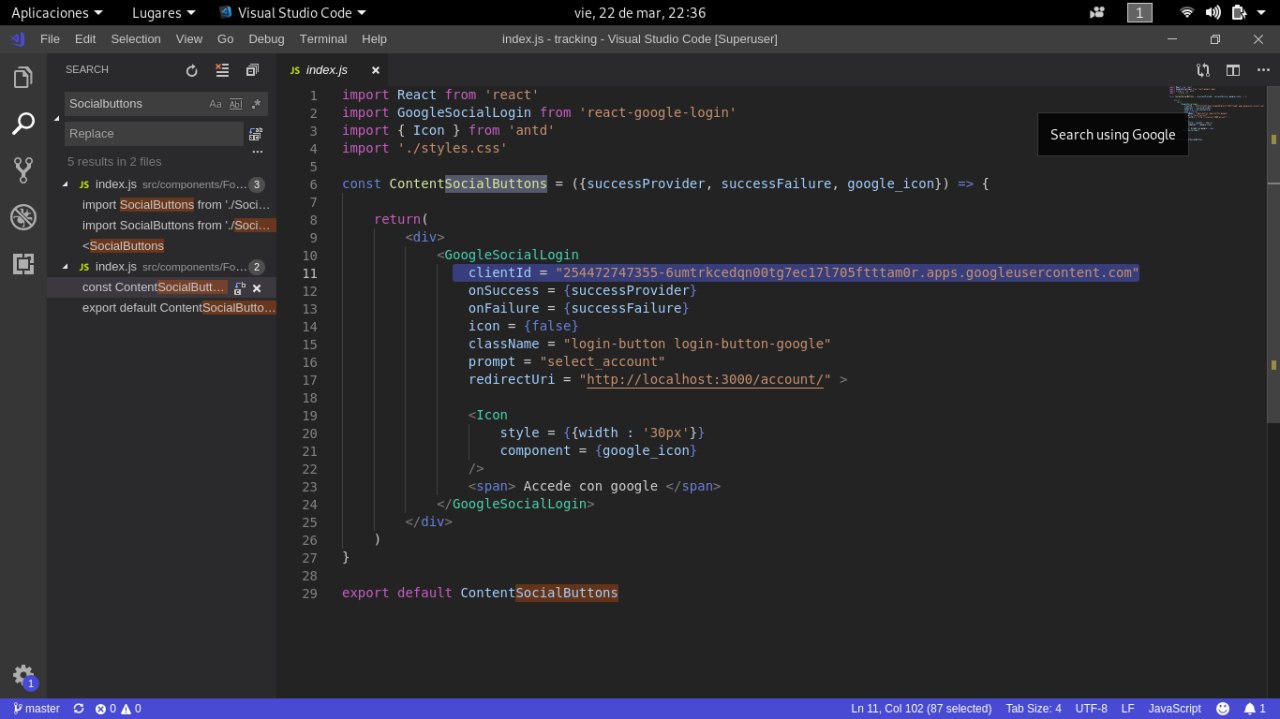 Aplicaciones Lugares Visual Studio Code vie, 22 de mar, 22:36 1
File Edit Selection View Go Debug Terminal Help index.js - tracking - Visual Studio Code [Superuser]
SEARCH
Socialbuttons Aa Ab| .*
Replace
5 results in 2 files
JS index.js src/components/Fo… 3
import SocialButtons from './Soci…
import SocialButtons from './Soci…
<SocialButtons
JS index.js src/components/Fo… 2
const ContentSocialButt…
export default ContentSocialButto…
JS index.js
1 import React from 'react'
2 import GoogleSocialLogin from 'react-google-login'
3 import { Icon } from 'antd'
4 import './styles.css'
5
6 const ContentSocialButtons = ({successProvider, successFailure, google_icon}) => {
7
8 return(
9 <div>
10 <GoogleSocialLogin
11 clientId = "254472747355-6umtrkcedqn00tg7ec17l705ftttam0r.apps.googleusercontent.com"
12 onSuccess = {successProvider}
13 onFailure = {successFailure}
14 icon = {false}
15 className = "login-button login-button-google"
16 prompt = "select_account"
17 redirectUri = "http://localhost:3000/account/" >
18
19 <Icon
20 style = {{width : '30px'}}
21 component = {google_icon}
22 />
23 <span> Accede con google </span>
24 </GoogleSocialLogin>
25 </div>
26 )
27 }
28
29 export default ContentSocialButtons
Search using Google
1
master 0 0 Ln 11, Col 102 (87 selected) Tab Size: 4 UTF-8 LF JavaScript 1